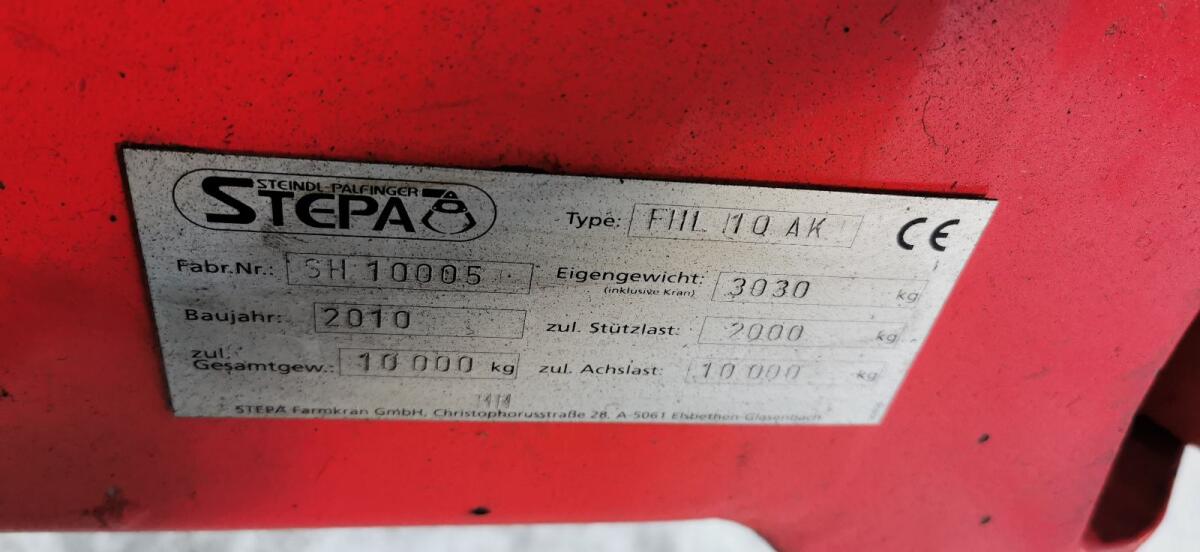 STEINDL-PALFINGER
STEPA
Type: FHL 10 AK
CE
Fabr.Nr.: SH 10005
Eigengewicht: 3030 kg
(inklusive Kran)
Baujahr: 2010
zul. Stützlast: 2000 kg
zul. Gesamtgew.: 10 000 kg
zul. Achslast: 10 000 kg
1414
STEPA Farmkran GmbH, Christophorusstraße 28, A-5061 Elsbethen-Glasenbach